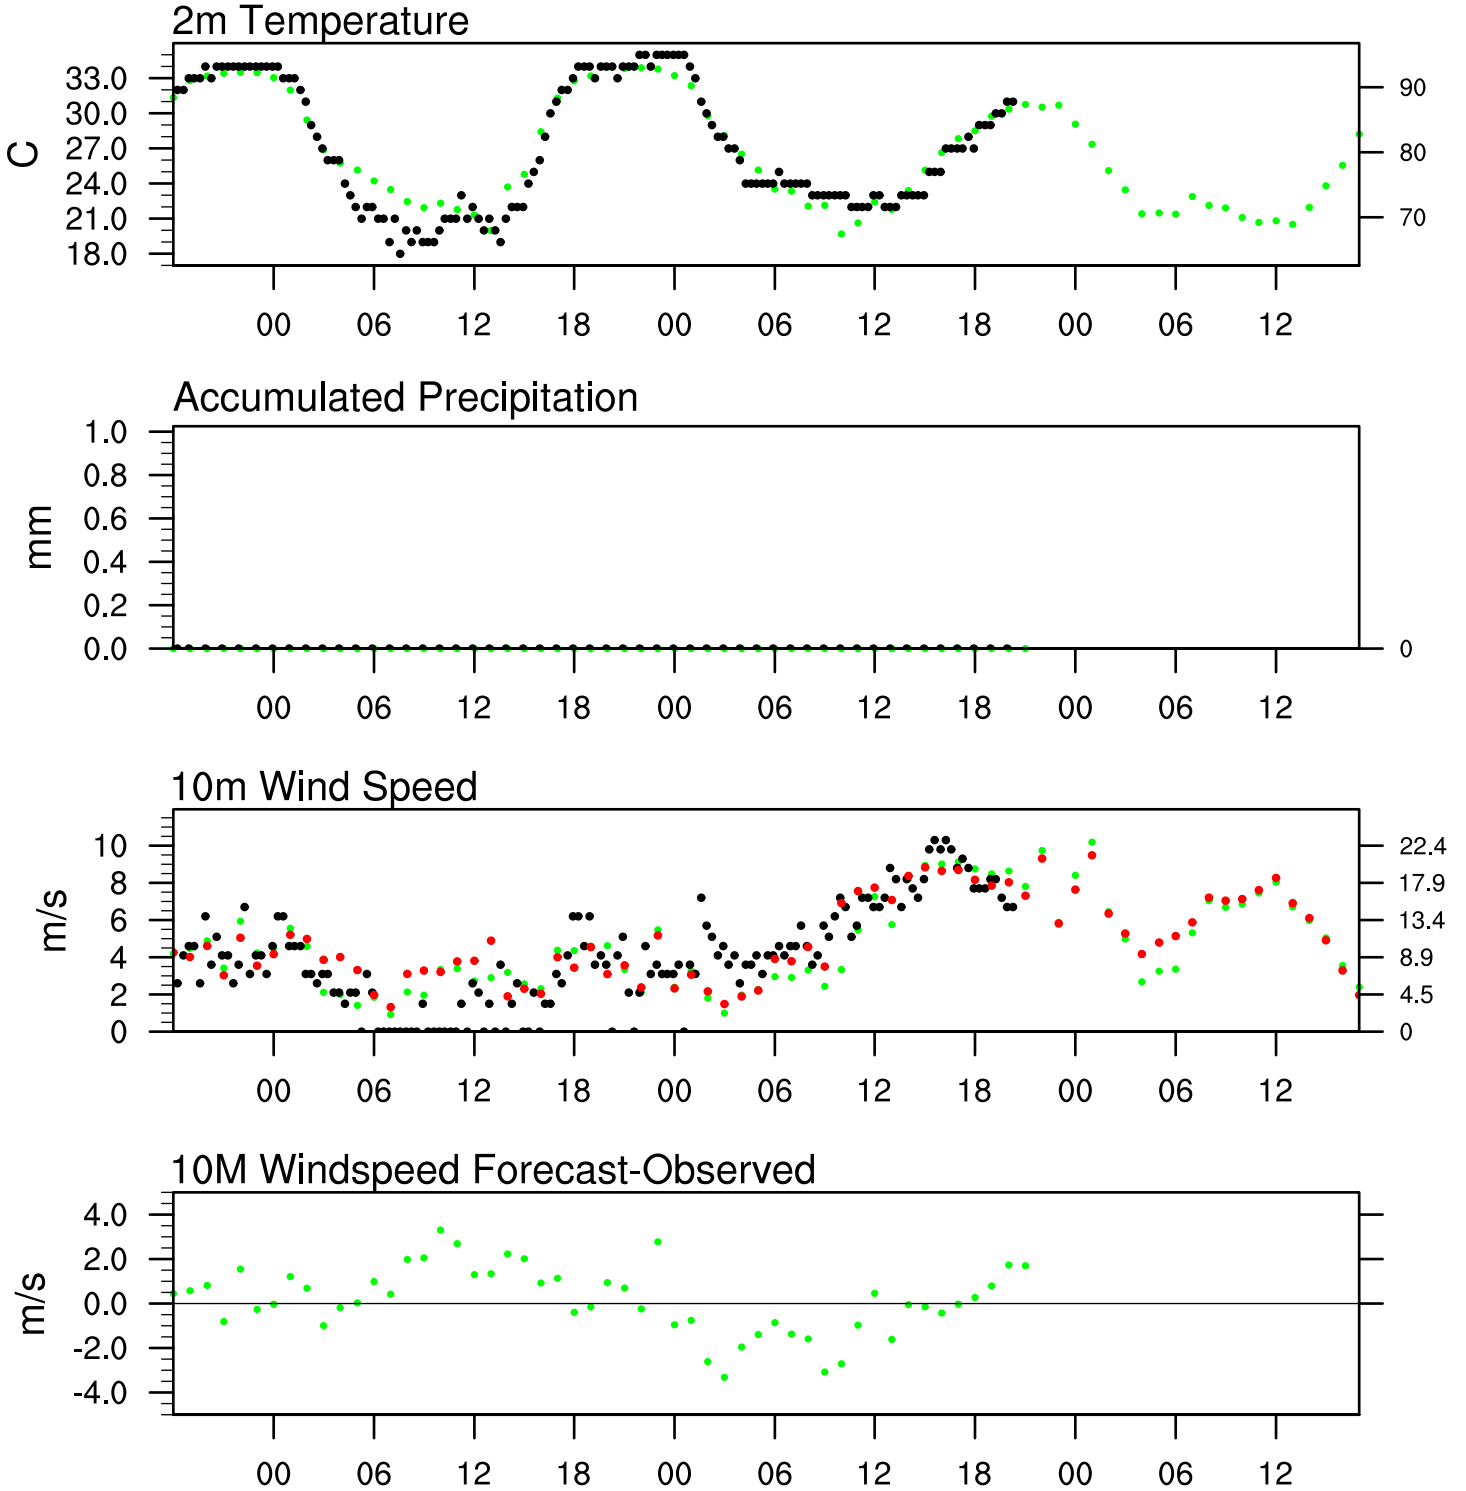 2m Temperature
C
33.0
30.0
27.0
24.0
21.0
18.0
90
80
70
00 06 12 18 00 06 12 18 00 06 12
Accumulated Precipitation
mm
1.0
0.8
0.6
0.4
0.2
0.0
0
00 06 12 18 00 06 12 18 00 06 12
10m Wind Speed
m/s
10
8
6
4
2
0
22.4
17.9
13.4
8.9
4.5
0
00 06 12 18 00 06 12 18 00 06 12
10M Windspeed Forecast-Observed
m/s
4.0
2.0
0.0
-2.0
-4.0
00 06 12 18 00 06 12 18 00 06 12